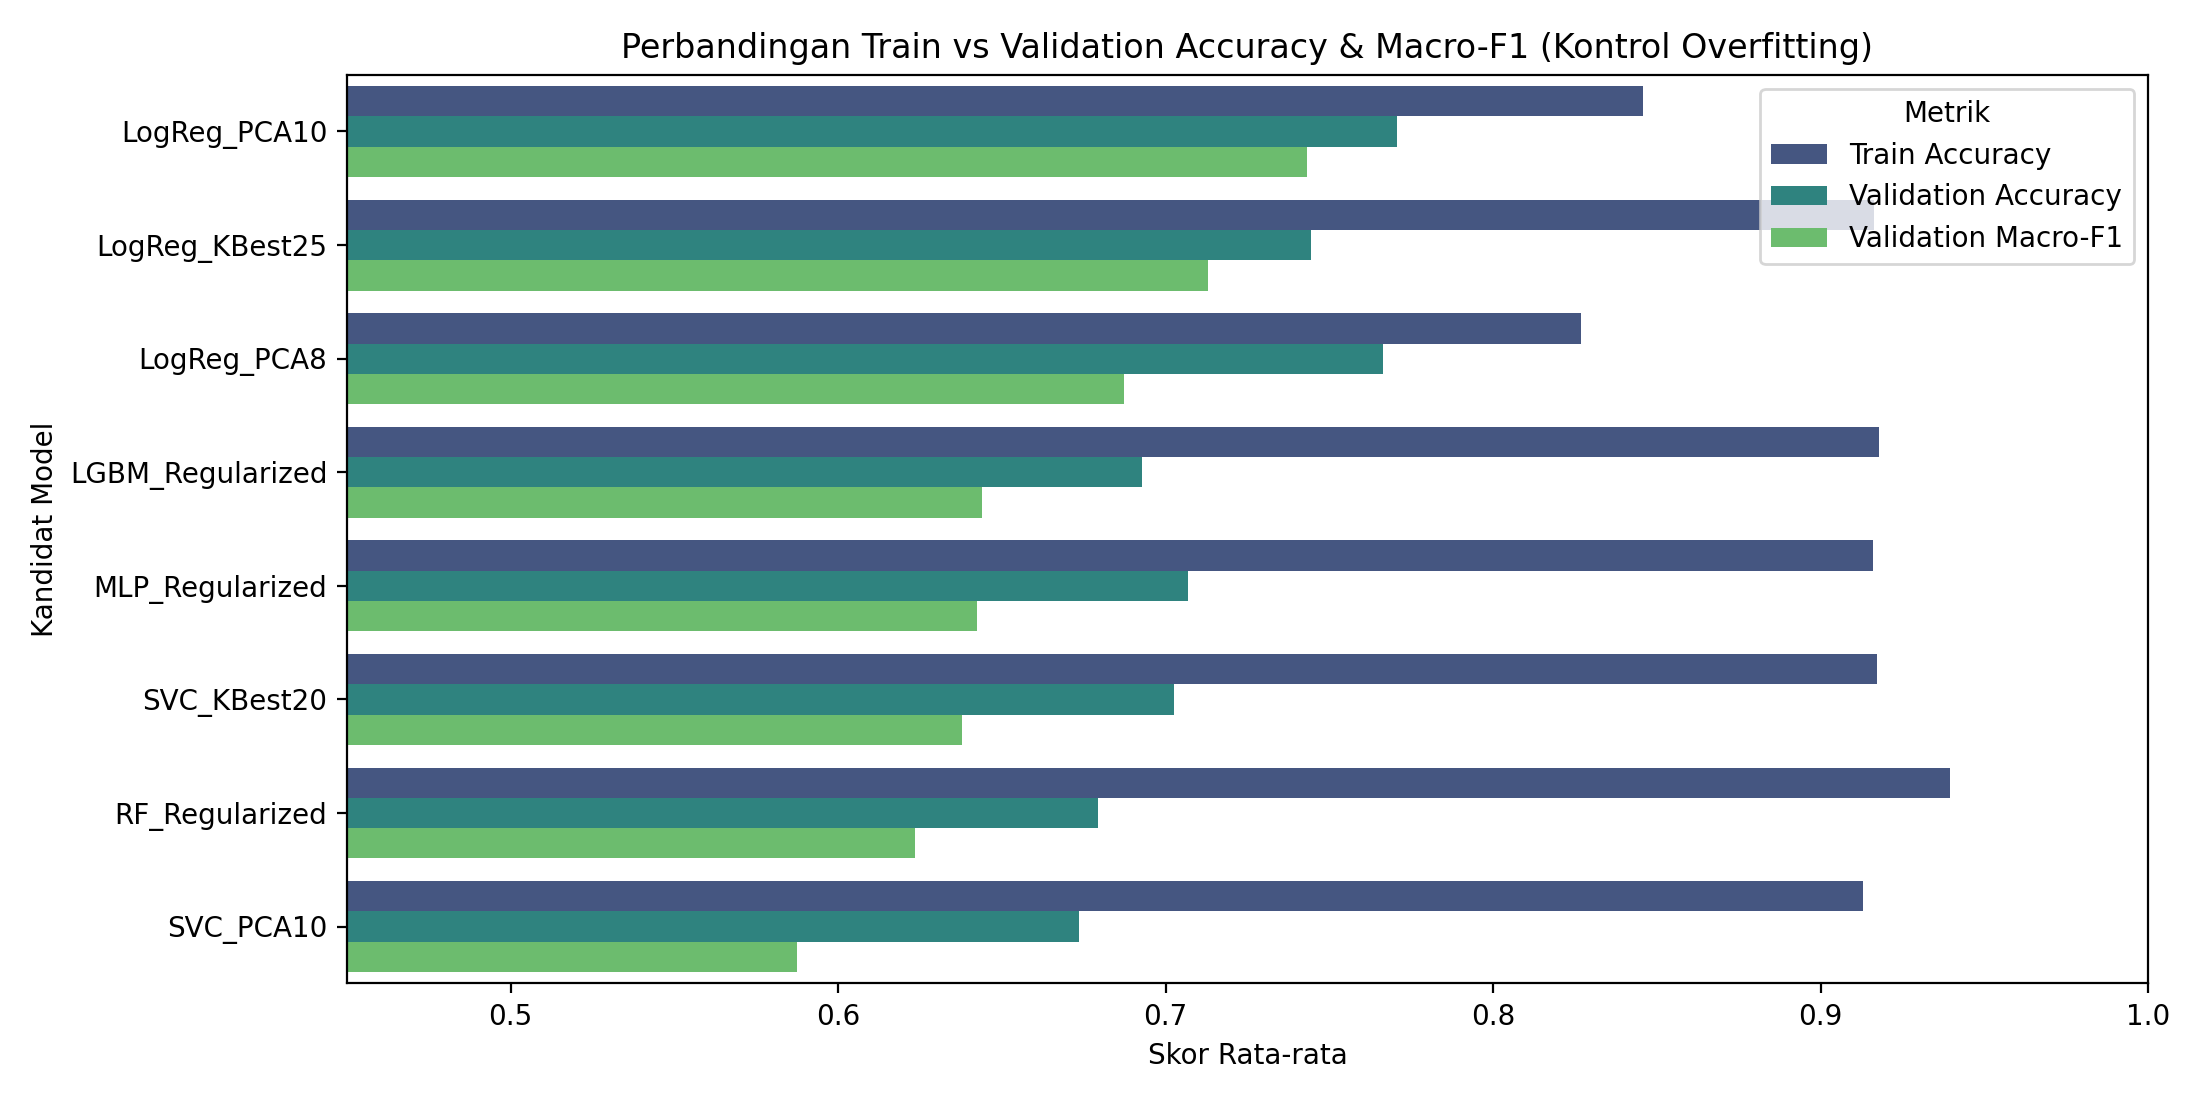 Perbandingan Train vs Validation Accuracy & Macro-F1 (Kontrol Overfitting)
Metrik
Train Accuracy
Validation Accuracy
Validation Macro-F1
Kandidat Model
LogReg_PCA10
LogReg_KBest25
LogReg_PCA8
LGBM_Regularized
MLP_Regularized
SVC_KBest20
RF_Regularized
SVC_PCA10
0.5 0.6 0.7 0.8 0.9 1.0
Skor Rata-rata